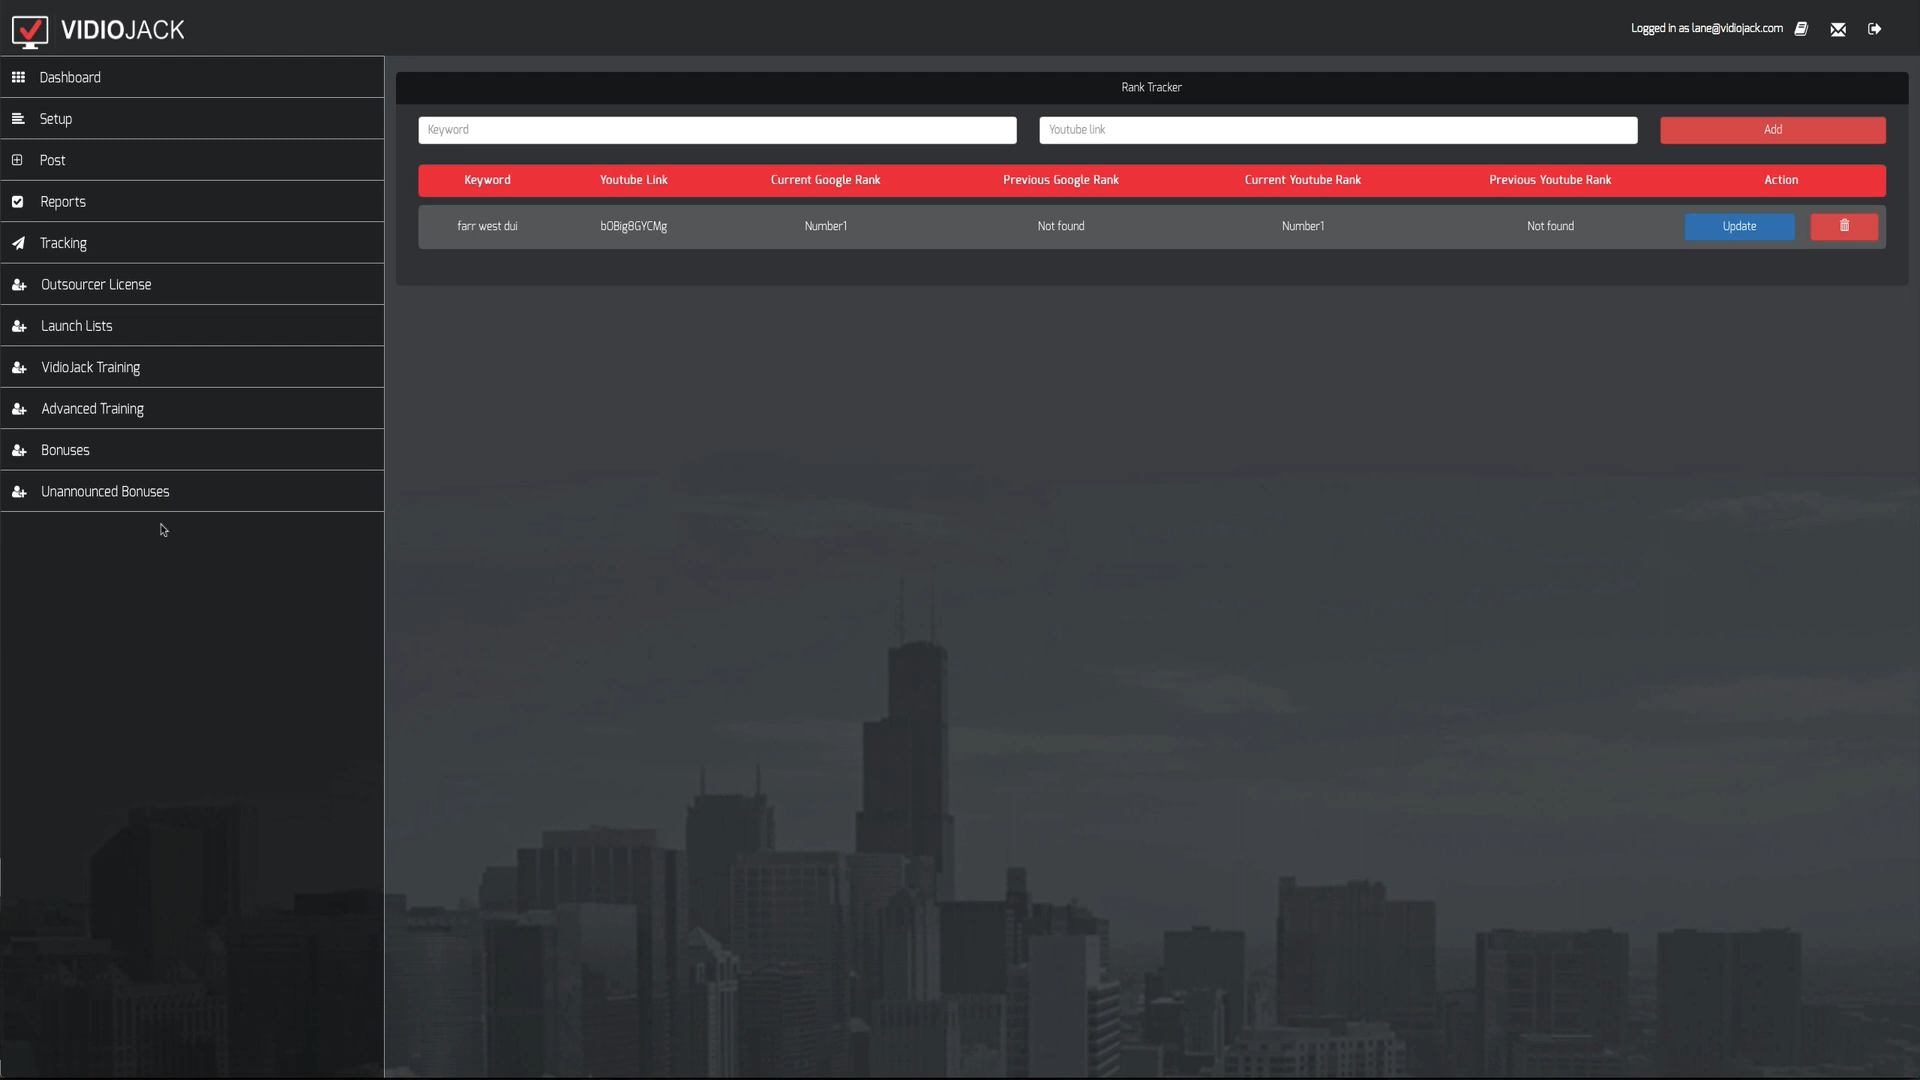 VIDIOJACK
Logged in as lane@vidiojack.com
Dashboard
Setup
Post
Reports
Tracking
Outsourcer License
Launch Lists
VidioJack Training
Advanced Training
Bonuses
Unannounced Bonuses
Rank Tracker
Keyword
Youtube link
Add
Keyword Youtube Link Current Google Rank Previous Google Rank Current Youtube Rank Previous Youtube Rank Action
farr west dui b0Big8GYCMg Number1 Not found Number1 Not found Update